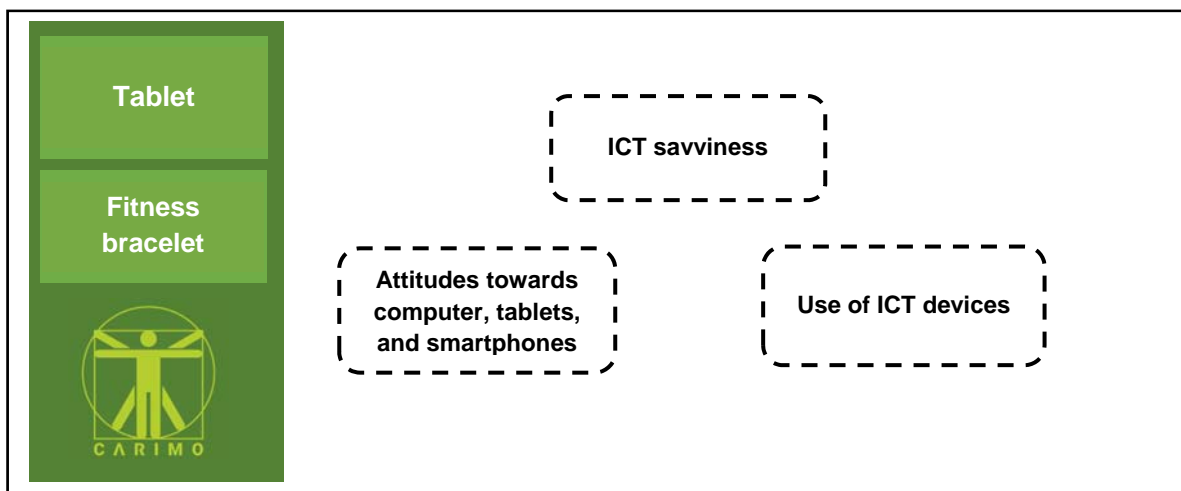 Tablet
Fitness
bracelet
CARIMO
ICT savviness
Attitudes towards
computer, tablets,
and smartphones
Use of ICT devices